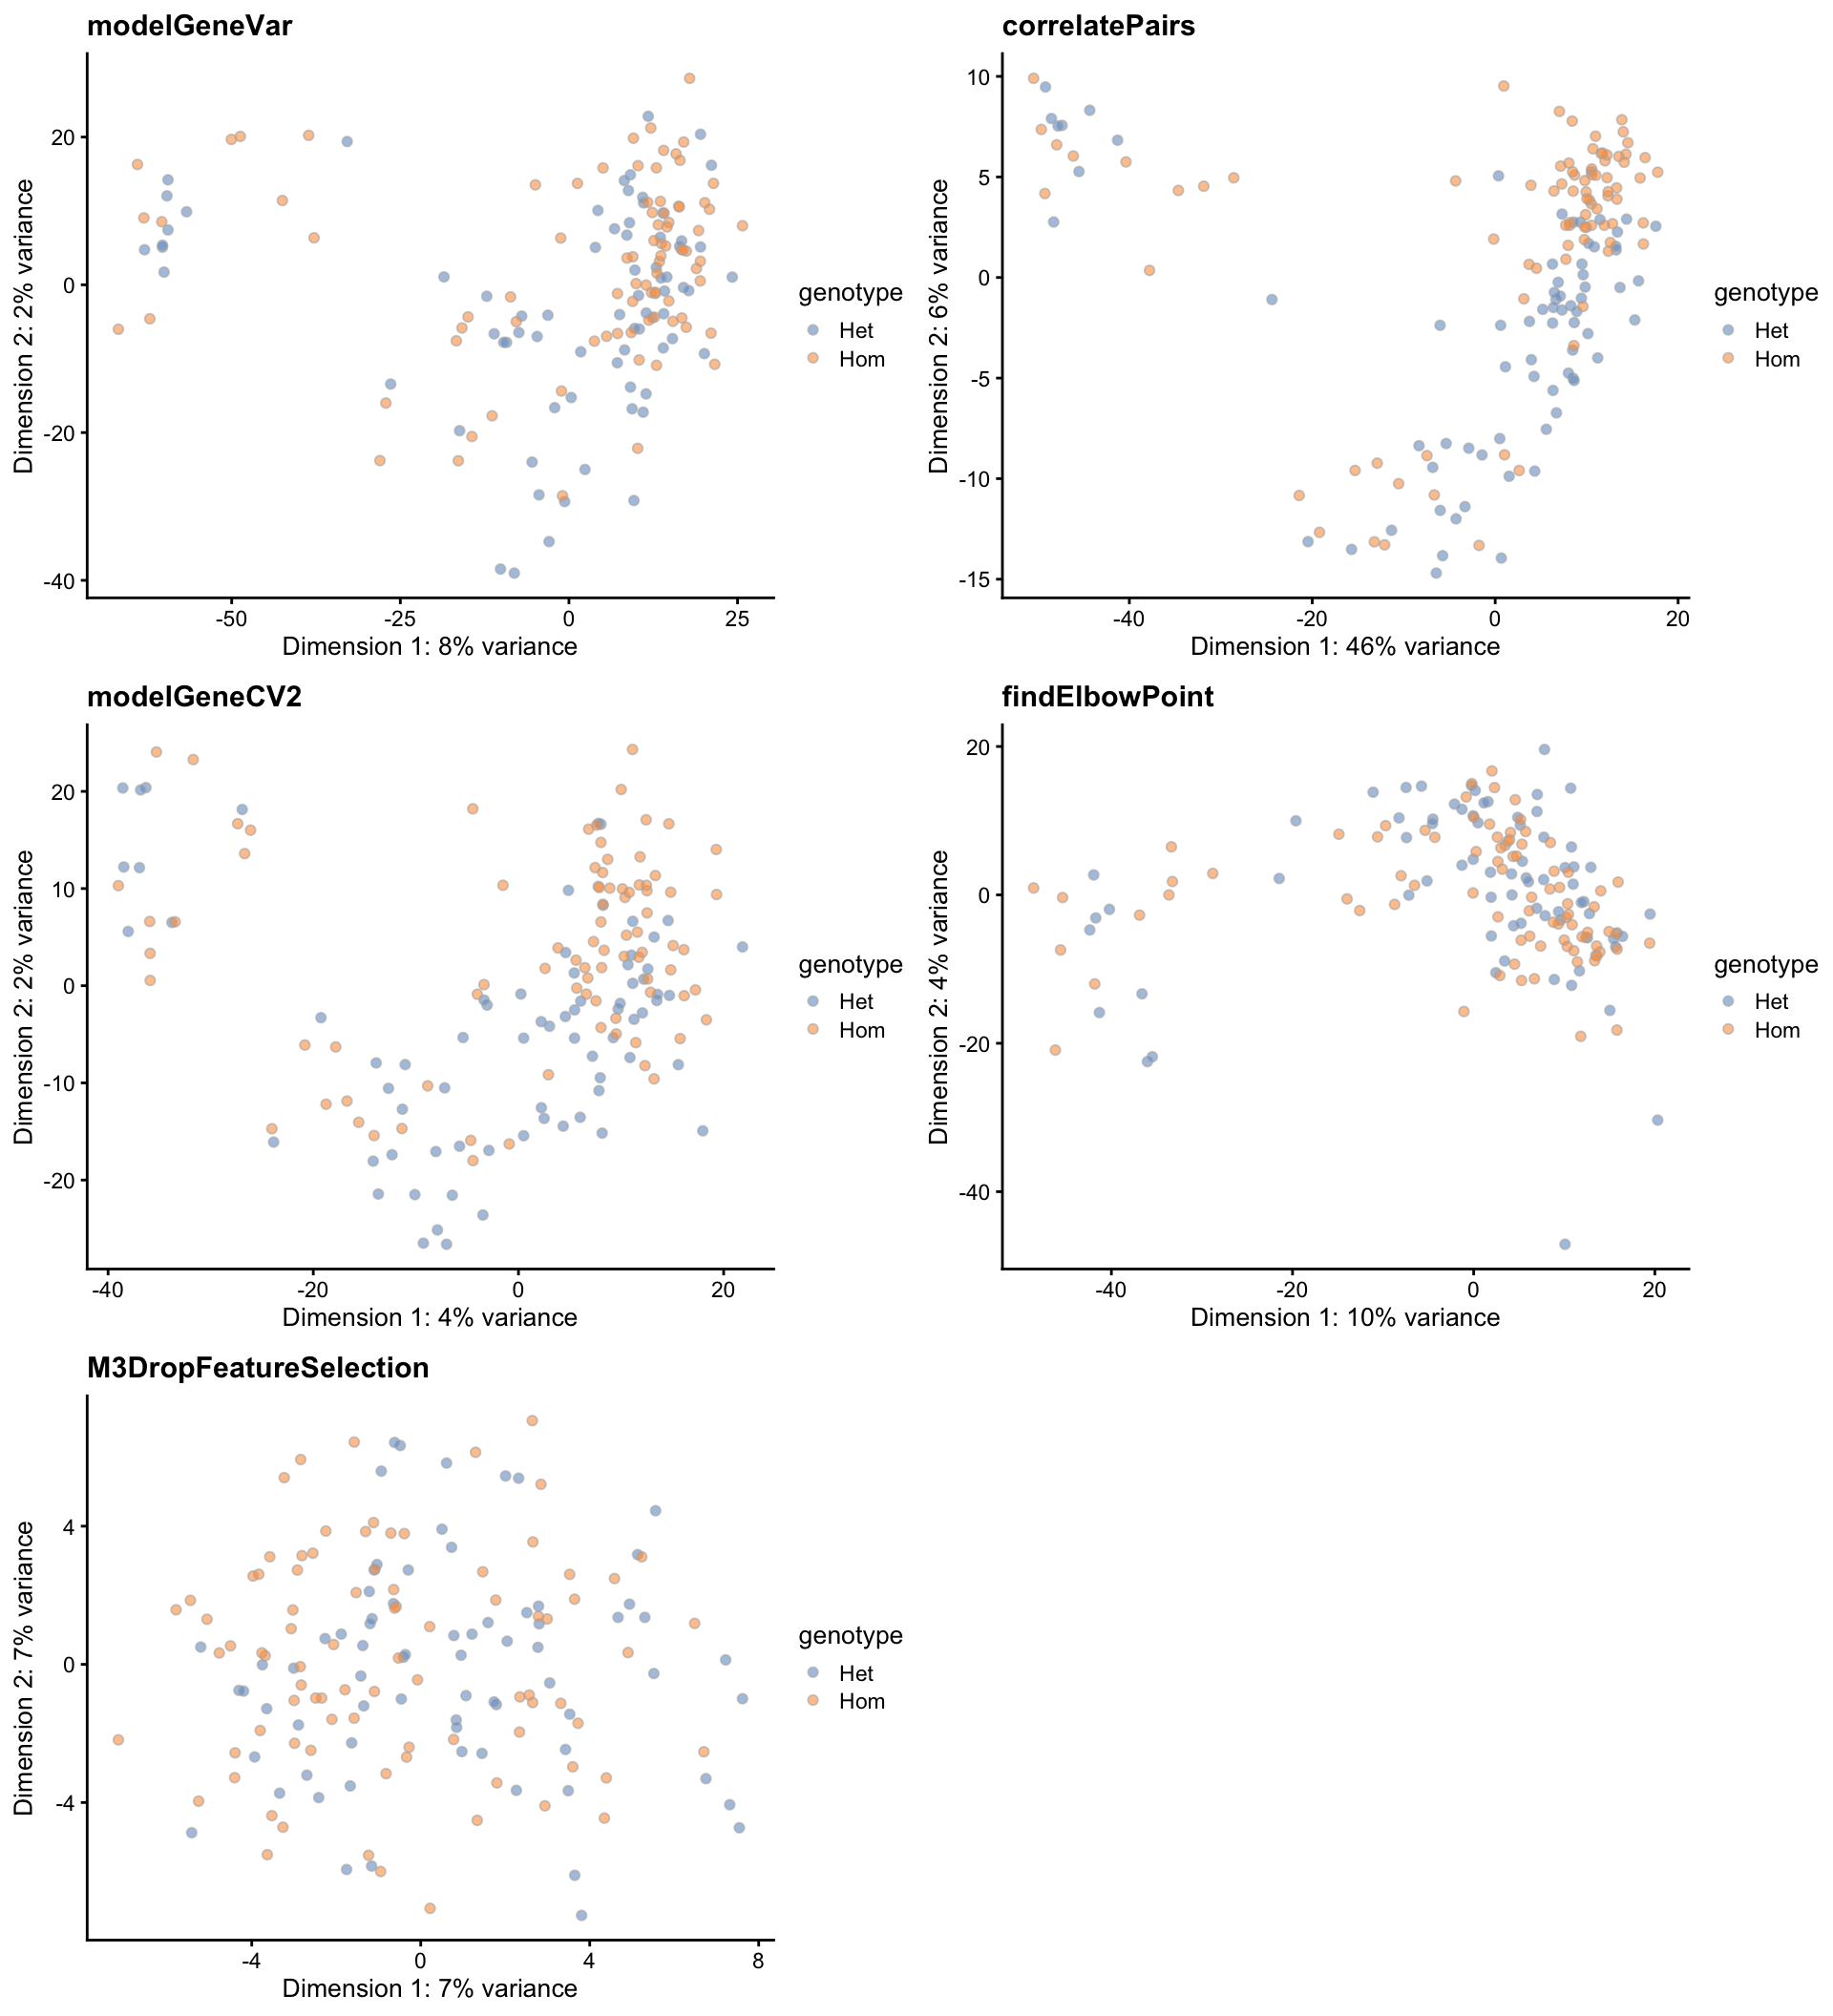 modelGeneVar
20
0
-20
-40
-50
-25
0
25
Dimension 1: 8% variance
Dimension 2: 2% variance
genotype
Het
Hom
correlatePairs
10
5
0
-5
-10
-15
-40
-20
0
20
Dimension 1: 46% variance
Dimension 2: 6% variance
genotype
Het
Hom
modelGeneCV2
20
10
0
-10
-20
-40
-20
0
20
Dimension 1: 4% variance
Dimension 2: 2% variance
genotype
Het
Hom
findElbowPoint
20
0
-20
-40
-40
-20
0
20
Dimension 1: 10% variance
Dimension 2: 4% variance
genotype
Het
Hom
M3DropFeatureSelection
4
0
-4
-4
0
4
8
Dimension 1: 7% variance
Dimension 2: 7% variance
genotype
Het
Hom